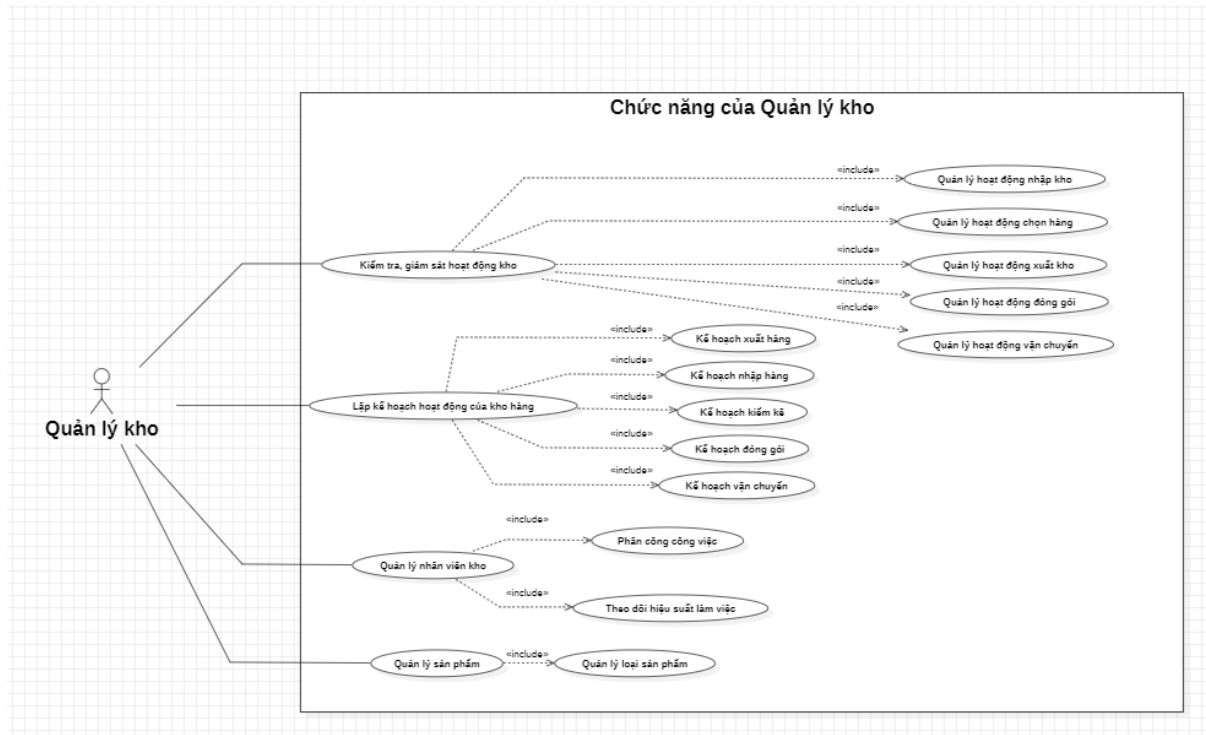 Chức năng của Quản lý kho
«include»
Quản lý hoạt động nhập kho
«include»
Quản lý hoạt động chọn hàng
«include»
Kiểm tra, giám sát hoạt động kho
Quản lý hoạt động xuất kho
«include»
Quản lý hoạt động đóng gói
«include»
Quản lý hoạt động vận chuyển
«include»
Kế hoạch xuất hàng
«include»
Kế hoạch nhập hàng
«include»
Lập kế hoạch hoạt động của kho hàng
Kế hoạch kiểm kê
Quản lý kho
«include»
Kế hoạch đóng gói
«include»
Kế hoạch vận chuyển
«include»
Phân công công việc
Quản lý nhân viên kho
«include»
Theo dõi hiệu suất làm việc
«include»
Quản lý sản phẩm
Quản lý loại sản phẩm